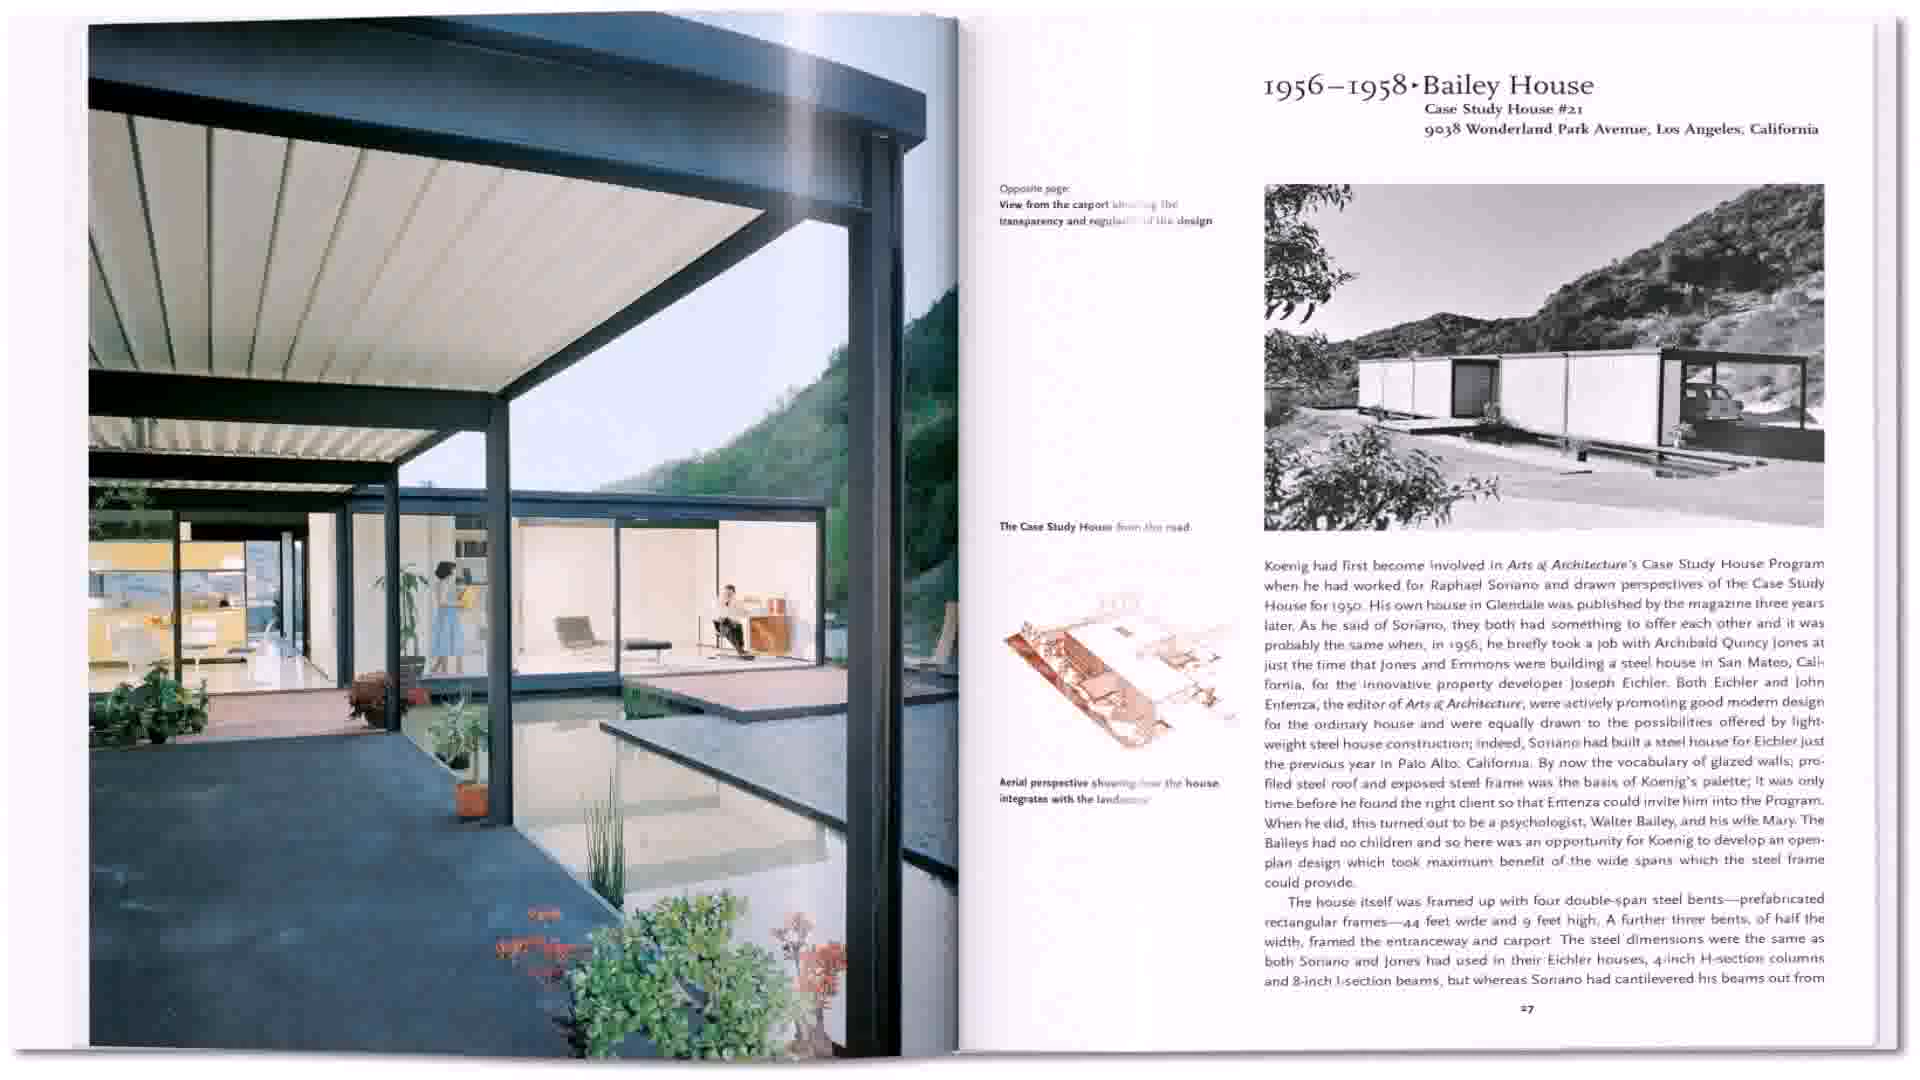 1956–1958 · Bailey House
Case Study House #21
9038 Wonderland Park Avenue, Los Angeles, California
Opposite page:
View from the carport showing the
transparency and regularity of the design
The Case Study House from the road
Aerial perspective showing how the house
integrates with the landscape
Koenig had first become involved in Arts & Architecture's Case Study House Program
when he had worked for Raphael Soriano and drawn perspectives of the Case Study
House for 1950. His own house in Glendale was published by the magazine three years
later. As he said of Soriano, they both had something to offer each other and it was
probably the same when, in 1956, he briefly took a job with Archibald Quincy Jones at
just the time that Jones and Emmons were building a steel house in San Mateo, Cali-
fornia, for the innovative property developer Joseph Eichler. Both Eichler and John
Entenza, the editor of Arts & Architecture, were actively promoting good modern design
for the ordinary house and were equally drawn to the possibilities offered by light-
weight steel house construction; indeed, Soriano had built a steel house for Eichler just
the previous year in Palo Alto, California. By now the vocabulary of glazed walls, pro-
filed steel roof and exposed steel frame was the basis of Koenig's palette; it was only
time before he found the right client so that Entenza could invite him into the Program.
When he did, this turned out to be a psychologist, Walter Bailey, and his wife Mary. The
Baileys had no children and so here was an opportunity for Koenig to develop an open-
plan design which took maximum benefit of the wide spans which the steel frame
could provide.
The house itself was framed up with four double-span steel bents—prefabricated
rectangular frames—44 feet wide and 9 feet high. A further three bents, of half the
width, framed the entranceway and carport. The steel dimensions were the same as
both Soriano and Jones had used in their Eichler houses, 4-inch H-section columns
and 8-inch I-section beams, but whereas Soriano had cantilevered his beams out from
27